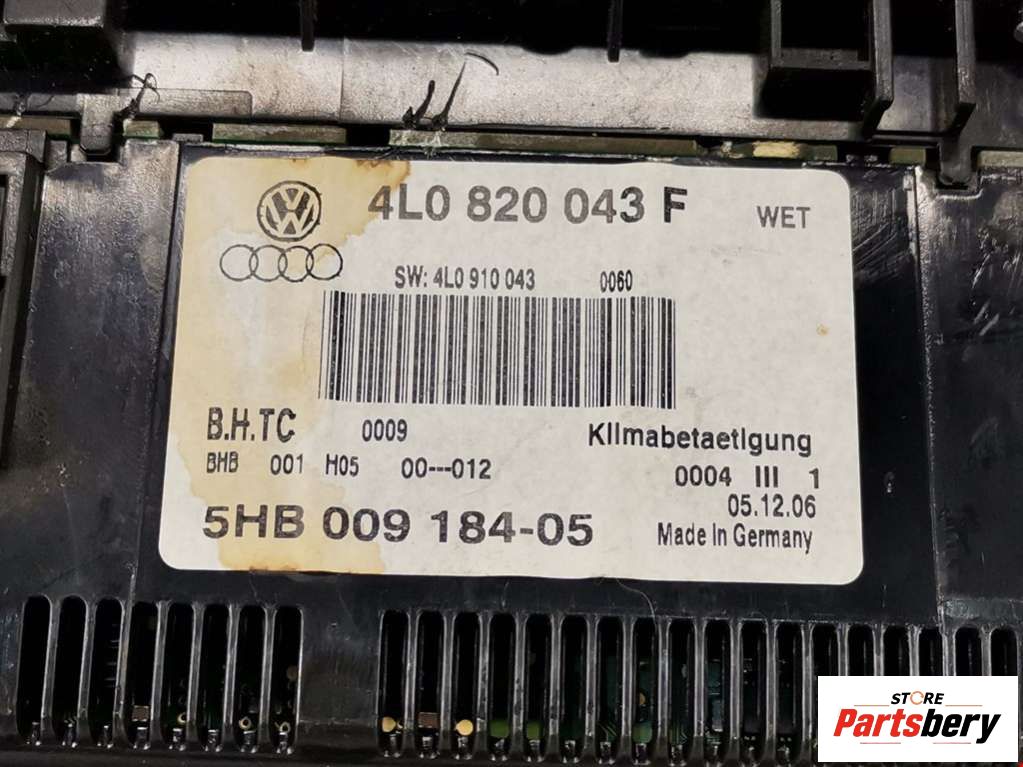 4L0 820 043 F
WET
SW: 4L0 910 043 0060
B.H.TC 0009
Klimabetaetigung
BHB 001 H05 00---012
0004 III 1
05.12.06
5HB 009 184-05
Made in Germany
STORE
Partsbery